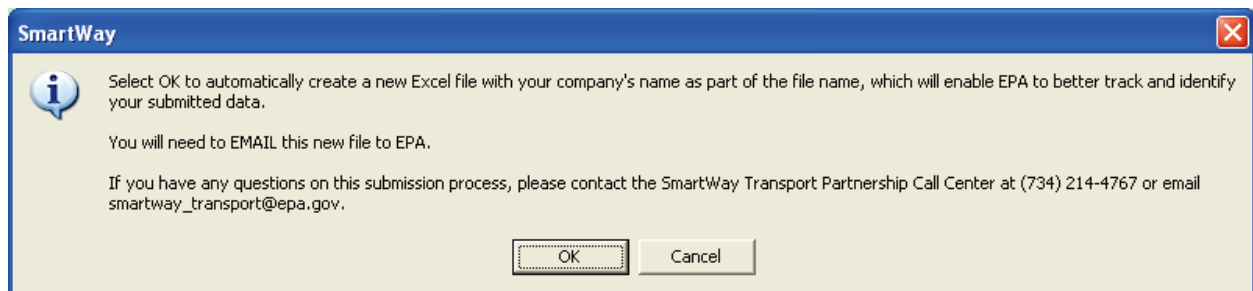 SmartWay
Select OK to automatically create a new Excel file with your company's name as part of the file name, which will enable EPA to better track and identify
your submitted data.
You will need to EMAIL this new file to EPA.
If you have any questions on this submission process, please contact the SmartWay Transport Partnership Call Center at (734) 214-4767 or email
smartway_transport@epa.gov.
OK
Cancel